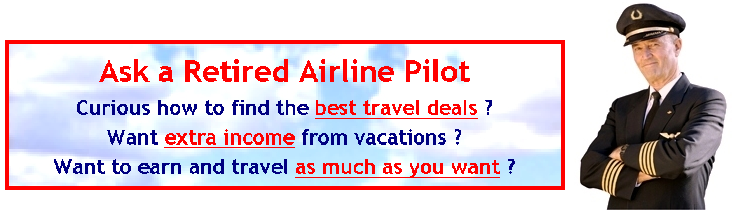 Ask a Retired Airline Pilot
Curious how to find the best travel deals ?
Want extra income from vacations ?
Want to earn and travel as much as you want ?